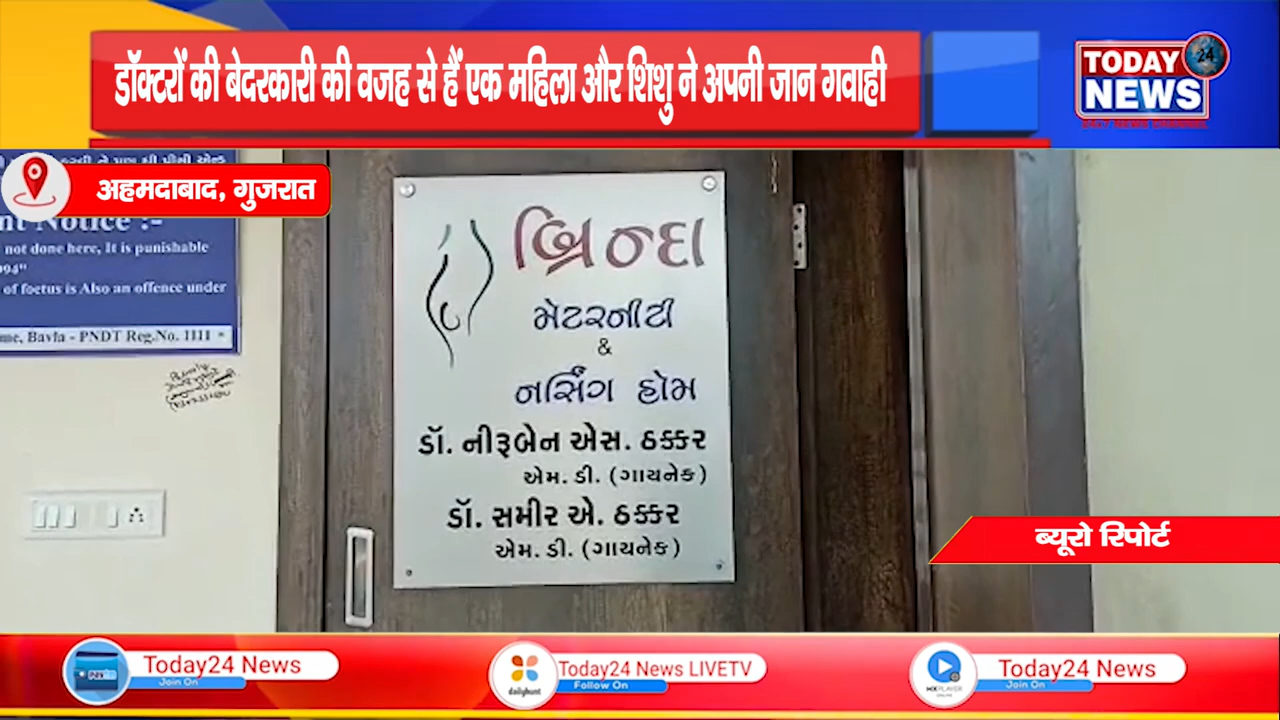 डॉक्टरों की बेदरकारी की वजह से हैं एक महिला और शिशु ने अपनी जान गवाही
TODAY 24
NEWS
अहमदाबाद, गुजरात
Notice :-
not done here, It is punishable
994"
of foetus is Also an offence under
me, Bavla - PNDT Reg.No. 1111 *
બ્રિન્દા
મેટરનીટી
&
નર્સિંગ હોમ
ડૉ. નીરૂબેન એસ. ઠક્કર
એમ. ડી. (ગાયનેક)
ડૉ. સમીર એ. ઠક્કર
એમ. ડી. (ગાયનેક)
ब्यूरो रिपोर्ट
Paytm
Today24 News
Join On
dailyhunt
Today24 News LIVETV
Follow On
MX PLAYER
Today24 News
Join On